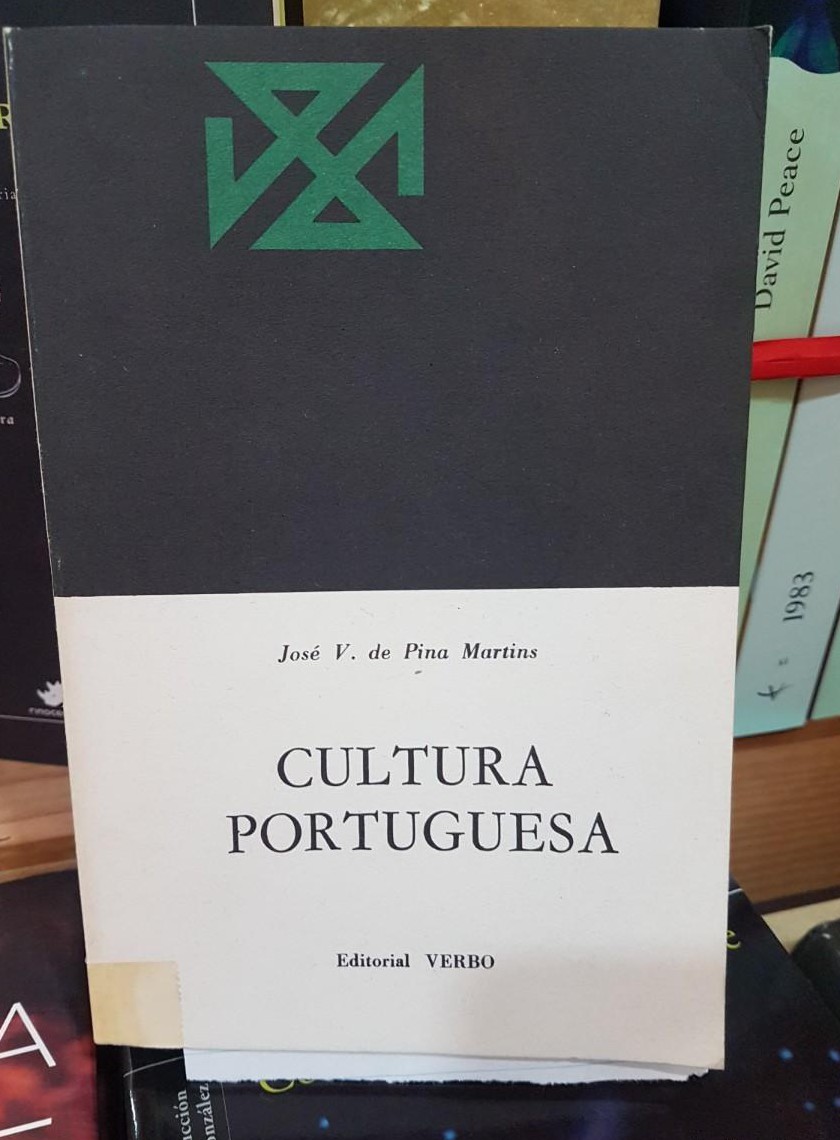 José V. de Pina Martins
CULTURA
PORTUGUESA
Editorial VERBO
David Peace
1983